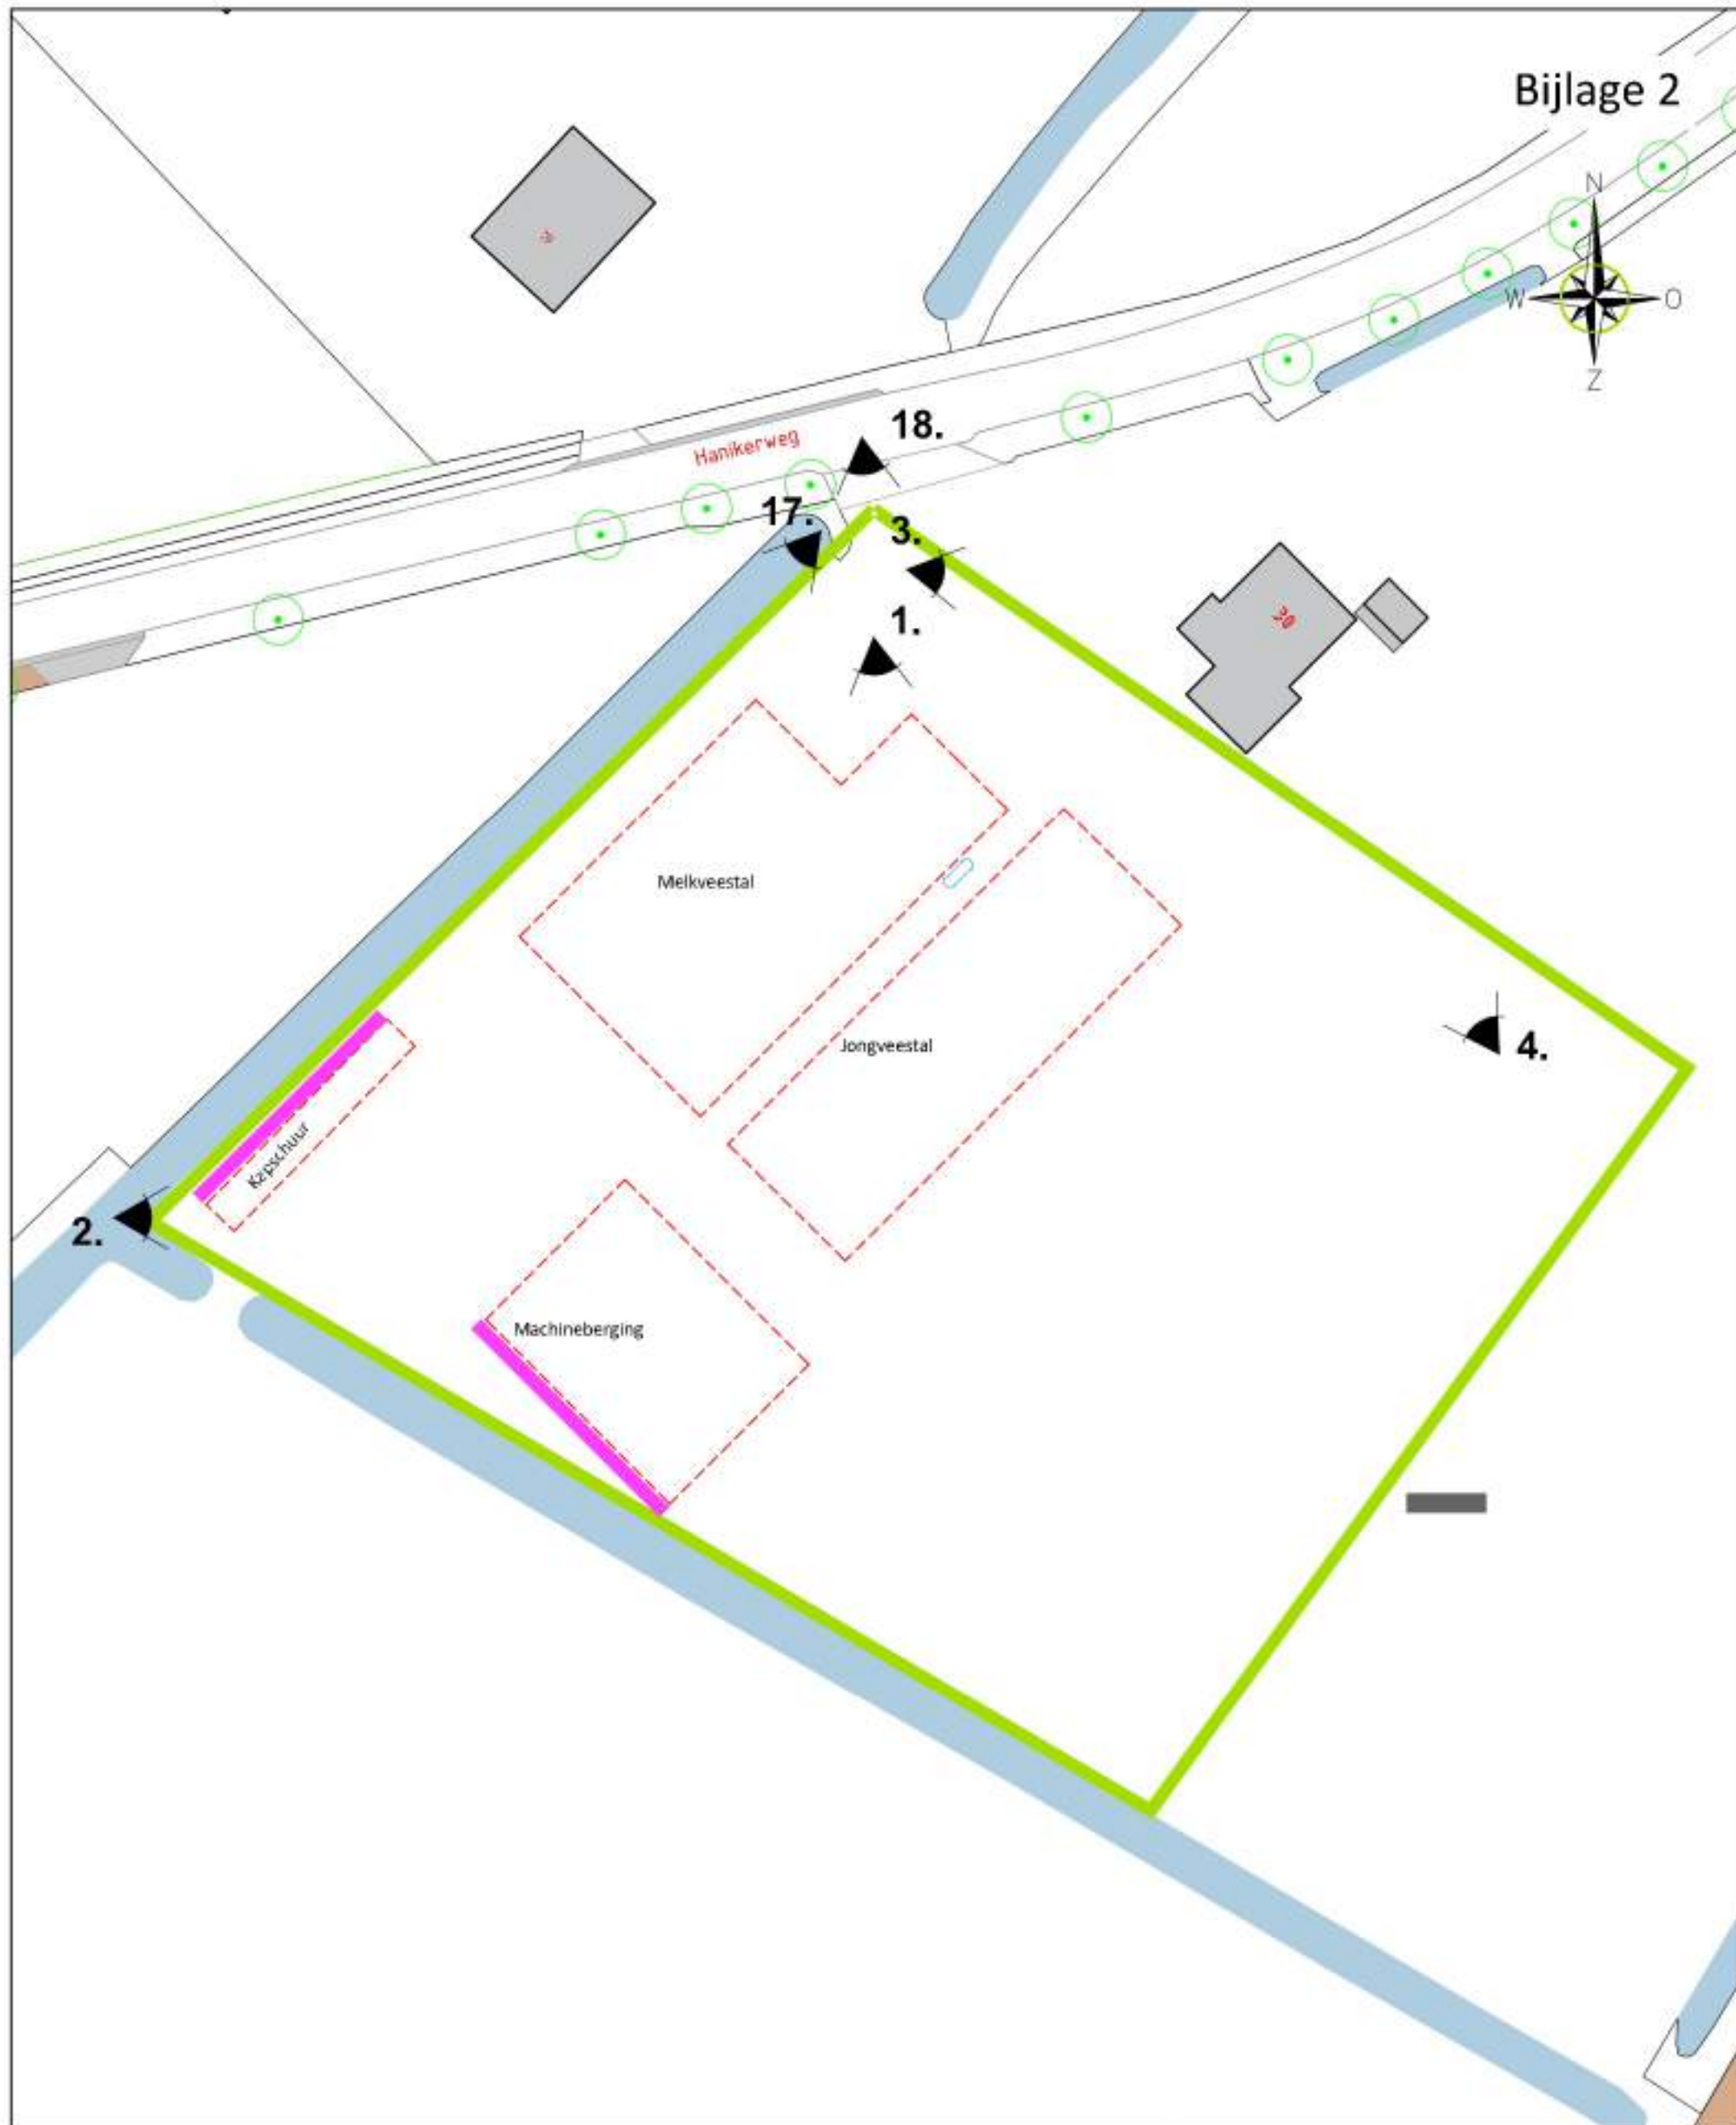 Bijlage 2
N
W
O
Z
18.
Hanikerweg
17.
3.
30
1.
Melkveestal
Jongveestal
4.
Kapschuur
2.
Machineberging